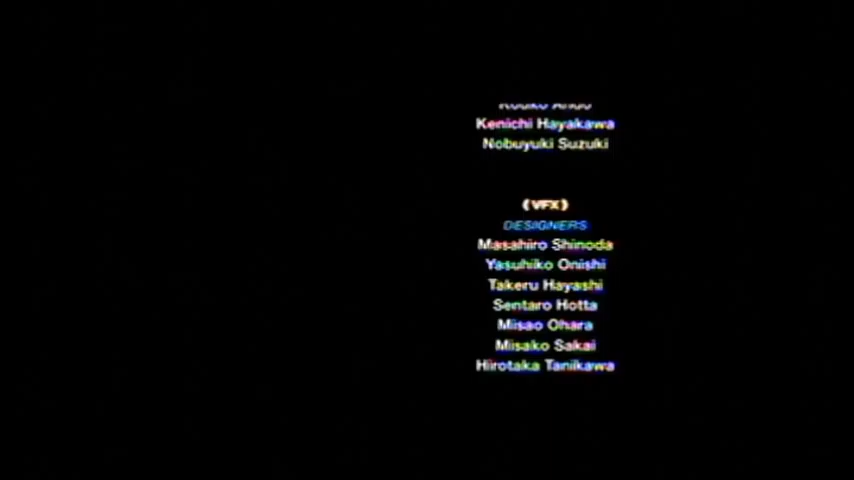 Kenichi Hayakawa
Nobuyuki Suzuki
《VFX》
DESIGNERS
Masahiro Shinoda
Yasuhiko Onishi
Takeru Hayashi
Sentaro Hotta
Misao Ohara
Misako Sakai
Hirotaka Tanikawa